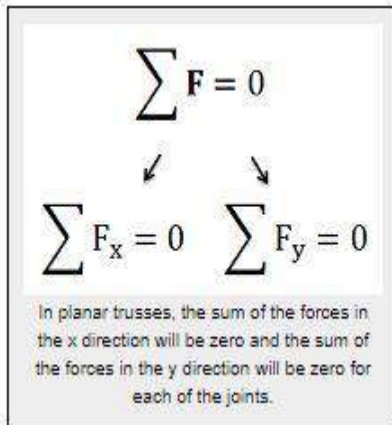 ∑ F = 0
↙ ↘
∑ Fₓ = 0 ∑ Fᵧ = 0
In planar trusses, the sum of the forces in
the x direction will be zero and the sum of
the forces in the y direction will be zero for
each of the joints.